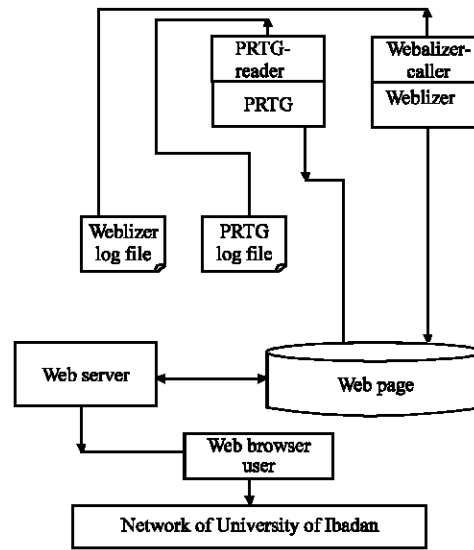 PRTG-
reader
PRTG
Webalizer-
caller
Weblizer
Weblizer
log file
PRTG
log file
Web server
Web page
Web browser
user
Network of University of Ibadan